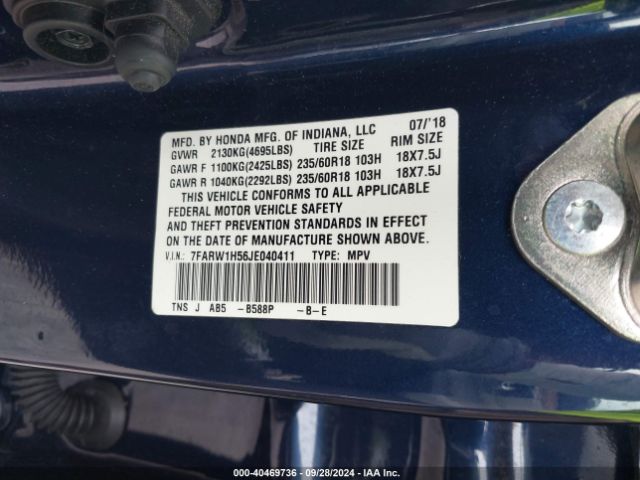 MFD. BY HONDA MFG. OF INDIANA, LLC 07/'18
GVWR 2130KG(4695LBS) TIRE SIZE RIM SIZE
GAWR F 1100KG(2425LBS) 235/60R18 103H 18X7.5J
GAWR R 1040KG(2292LBS) 235/60R18 103H 18X7.5J
THIS VEHICLE CONFORMS TO ALL APPLICABLE
FEDERAL MOTOR VEHICLE SAFETY
AND THEFT PREVENTION STANDARDS IN EFFECT
ON THE DATE OF MANUFACTURE SHOWN ABOVE.
V.I.N.: 7FARW1H56JE040411 TYPE: MPV
TNS J AB5 -B588P -B-E
000-40469736 - 09/28/2024 - IAA Inc.